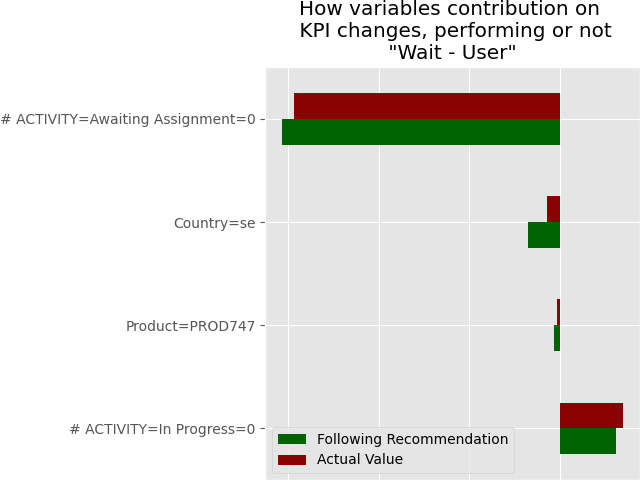 How variables contribution on
KPI changes, performing or not
"Wait - User"
# ACTIVITY=Awaiting Assignment=0
Country=se
Product=PROD747
# ACTIVITY=In Progress=0
Following Recommendation
Actual Value